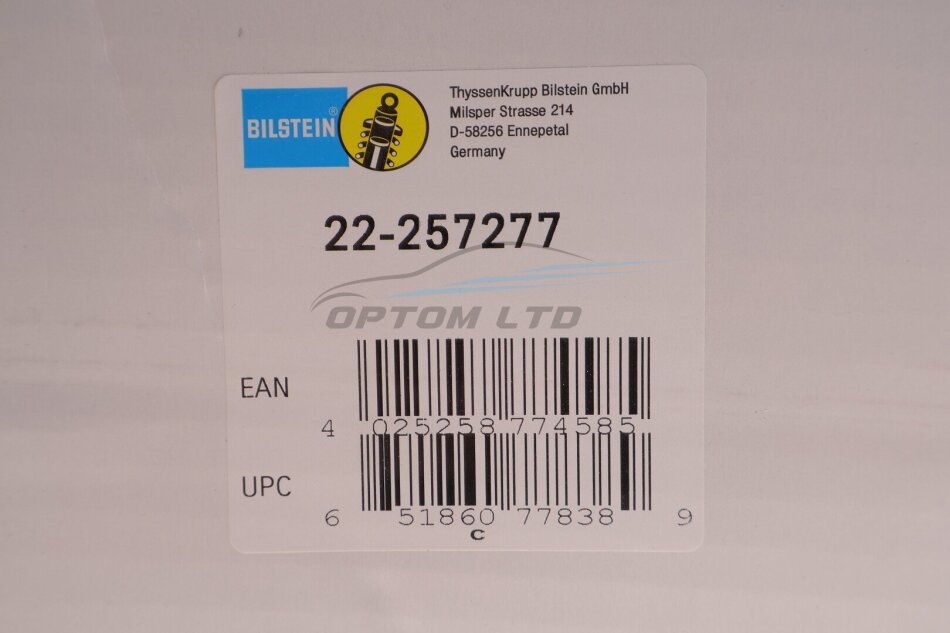 BILSTEIN®
ThyssenKrupp Bilstein GmbH
Milsper Strasse 214
D-58256 Ennepetal
Germany
22-257277
OPTOM LTD
EAN
4 025258 774585
UPC
6 51860 77838 9
C